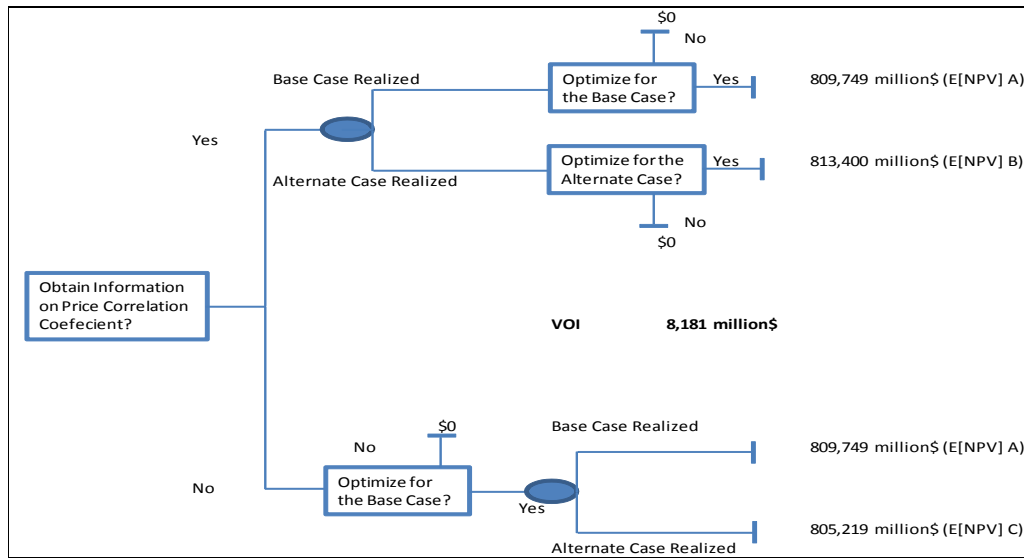 $0
No
Base Case Realized
Optimize for
the Base Case?
Yes
809,749 million$ (E[NPV] A)
Yes
Optimize for the
Alternate Case?
Yes
813,400 million$ (E[NPV] B)
Alternate Case Realized
No
$0
Obtain Information
on Price Correlation
Coefecient?
VOI 8,181 million$
$0
No
Base Case Realized
809,749 million$ (E[NPV] A)
No
Optimize for
the Base Case?
Yes
805,219 million$ (E[NPV] C)
Alternate Case Realized